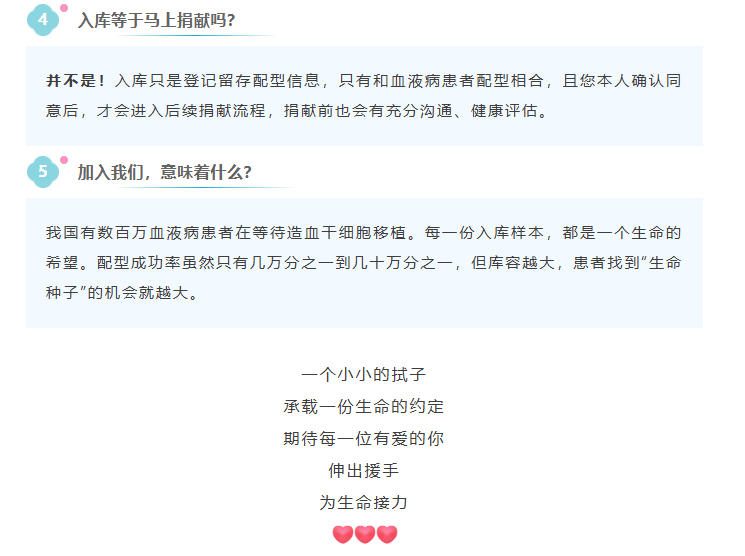 4 入库等于马上捐献吗？
并不是！入库只是登记留存配型信息，只有和血液病患者配型相合，且您本人确认同
意后，才会进入后续捐献流程，捐献前也会有充分沟通、健康评估。
5 加入我们，意味着什么？
我国有数百万血液病患者在等待造血干细胞移植。每一份入库样本，都是一个生命的
希望。配型成功率虽然只有几万分之一到几十万分之一，但库容越大，患者找到“生命
种子”的机会就越大。
一个小小的拭子
承载一份生命的约定
期待每一位有爱的你
伸出援手
为生命接力